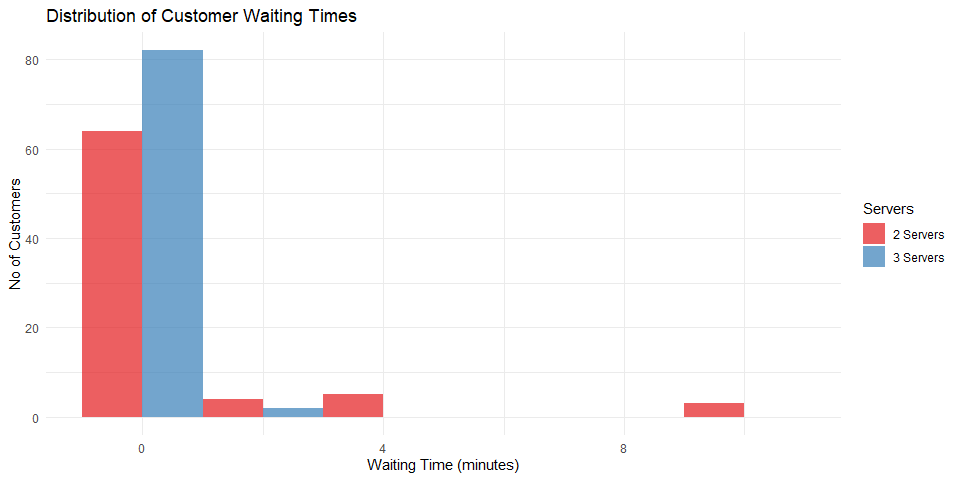 Distribution of Customer Waiting Times
80
60
40
20
0
No of Customers
0 4 8
Waiting Time (minutes)
Servers
2 Servers
3 Servers